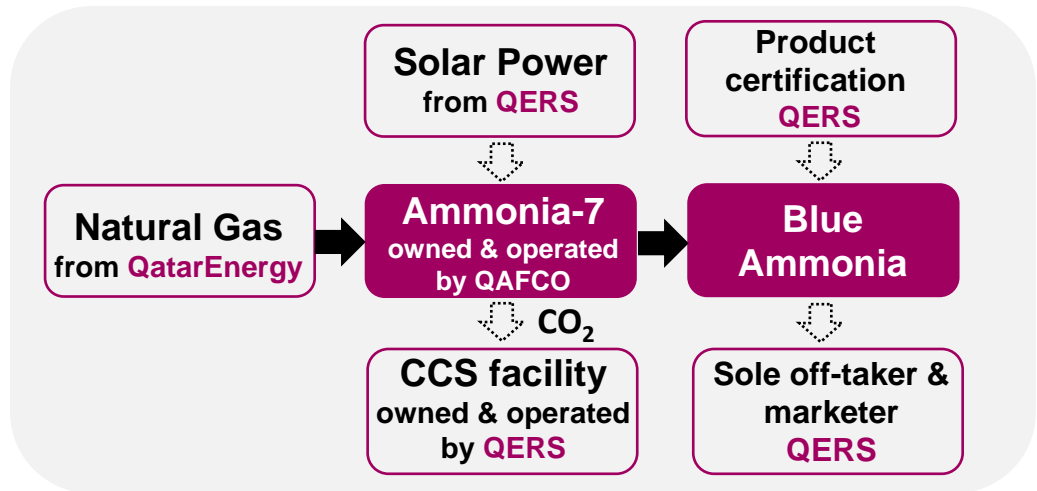 Solar Power
from QERS
Product
certification
QERS
Natural Gas
from QatarEnergy
Ammonia-7
owned & operated
by QAFCO
Blue
Ammonia
CO₂
CCS facility
owned & operated
by QERS
Sole off-taker &
marketer
QERS